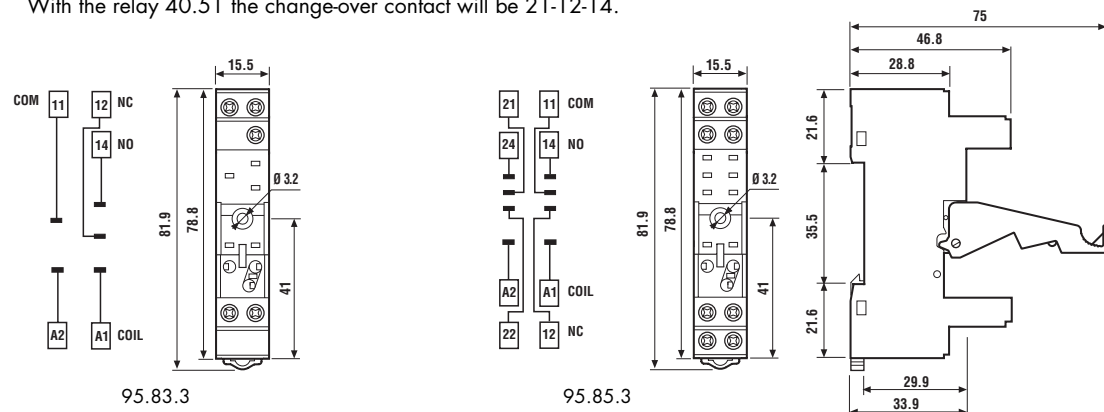 With the relay 40.51 the change-over contact will be 21-12-14.
75
46.8
28.8
15.5
15.5
COM 11 12 NC
14 NO
Ø 3.2
81.9
78.8
41
A2 A1 COIL
95.83.3
21 11 COM
24 14 NO
Ø 3.2
81.9
78.8
41
A2 A1 COIL
22 12 NC
95.85.3
21.6
35.5
21.6
29.9
33.9